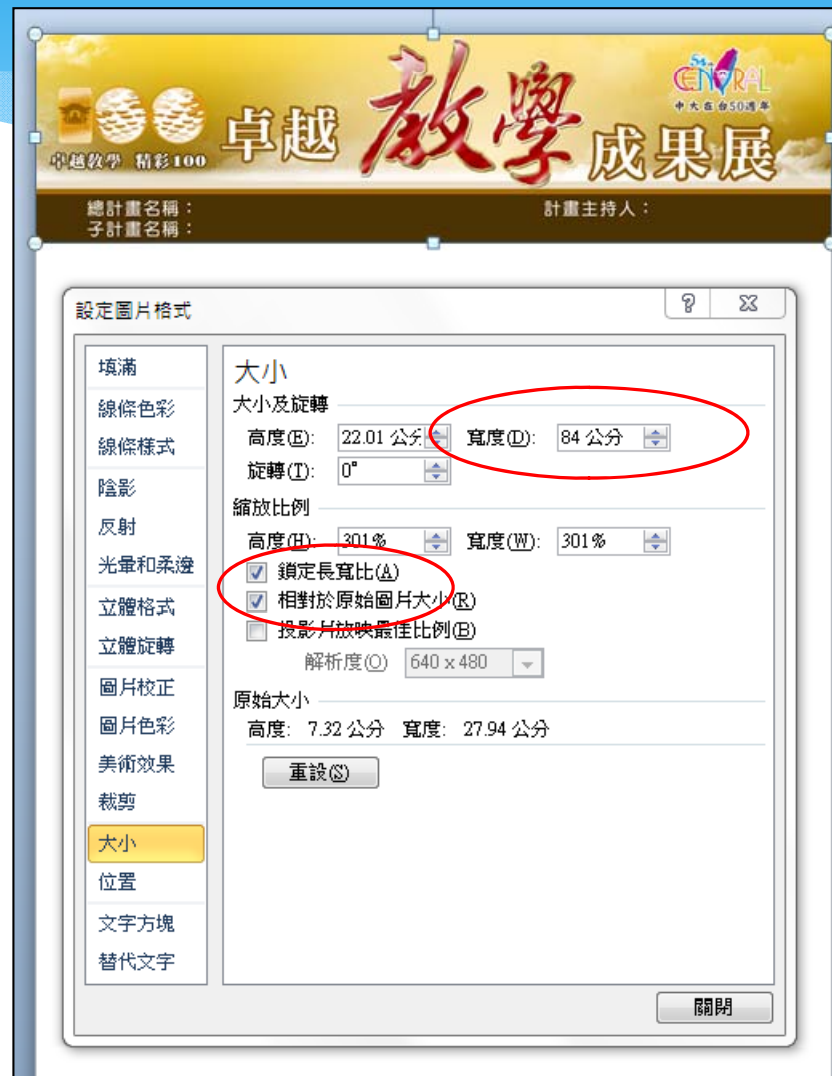 54
CENTRAL
中大在台50週年
100
卓越教學 精彩100
卓越 教學 成果展
總計畫名稱：
計畫主持人：
子計畫名稱：
設定圖片格式
填滿
線條色彩
線條樣式
陰影
反射
光暈和柔邊
立體格式
立體旋轉
圖片校正
圖片色彩
美術效果
裁剪
大小
位置
文字方塊
替代文字
大小
大小及旋轉
高度(E): 22.01 公分 寬度(D): 84 公分
旋轉(T): 0°
縮放比例
高度(H): 301% 寬度(W): 301%
鎖定長寬比(A)
相對於原始圖片大小(R)
投影片放映最佳比例(B)
解析度(O) 640 x 480
原始大小
高度: 7.32 公分 寬度: 27.94 公分
重設(S)
關閉